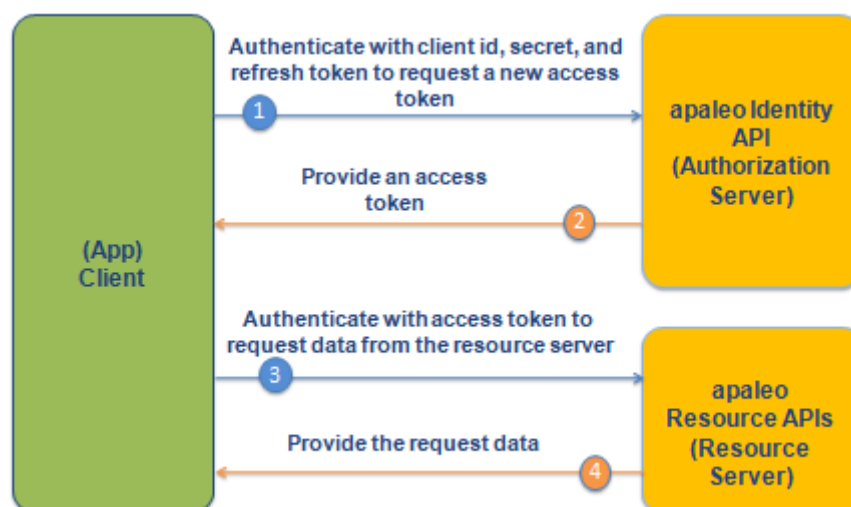 Authenticate with client id, secret, and
refresh token to request a new access
token
1
apaleo Identity
API
(Authorization
Server)
Provide an access
token
2
(App)
Client
Authenticate with access token to
request data from the resource server
3
apaleo
Resource APIs
(Resource
Server)
Provide the request data
4